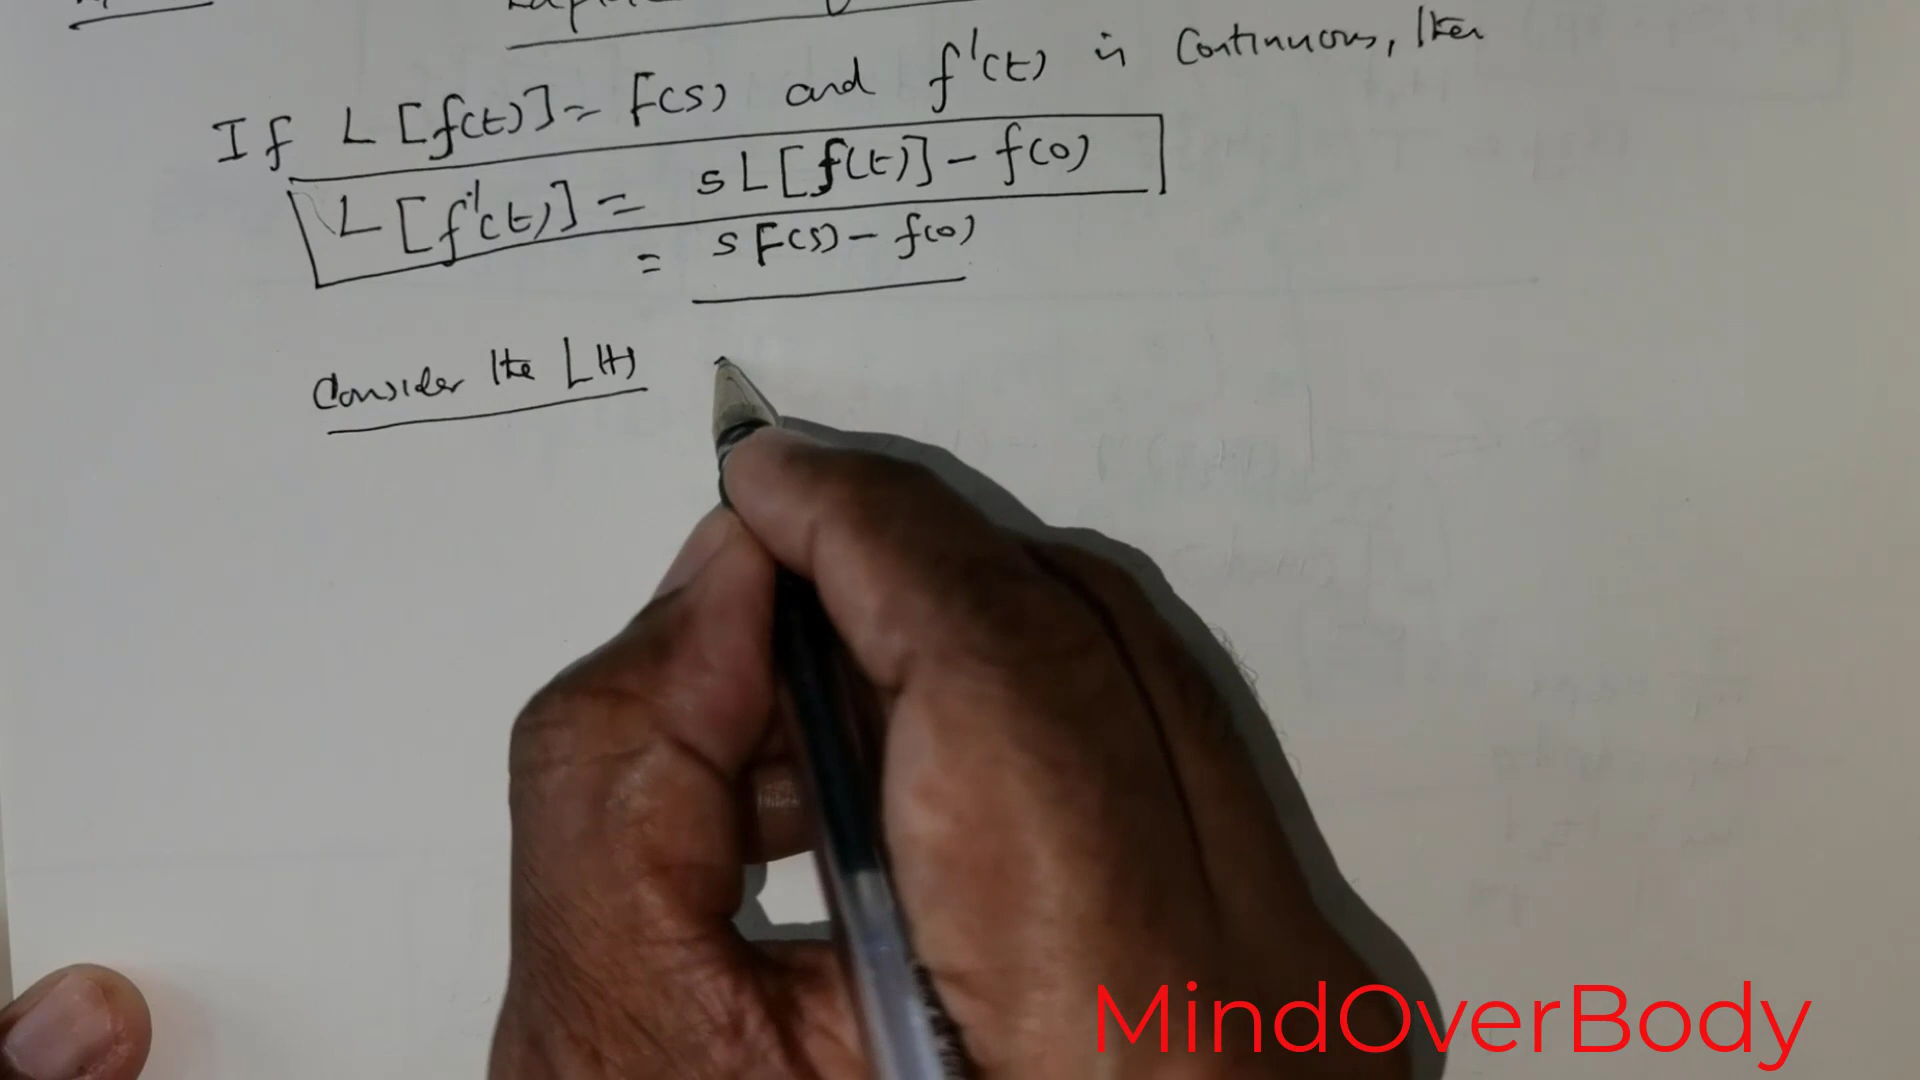 If L[f(t)] = F(s) and f'(t) is continuous, then
L[f'(t)] = sL[f(t)] - f(0)
= sF(s) - f(0)
Consider the LHS
MindOverBody